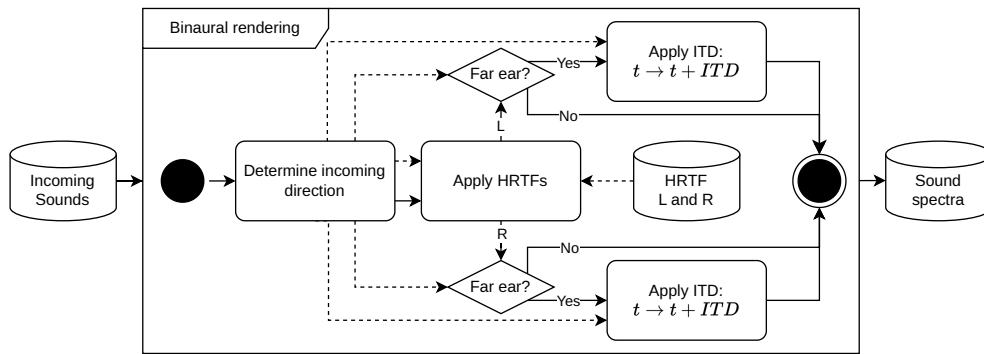 Binaural rendering
Far ear?
Yes
Apply ITD:
t → t + ITD
No
L
Incoming
Sounds
Determine incoming
direction
Apply HRTFs
HRTF
L and R
Sound
spectra
R
No
Far ear?
Yes
Apply ITD:
t → t + ITD